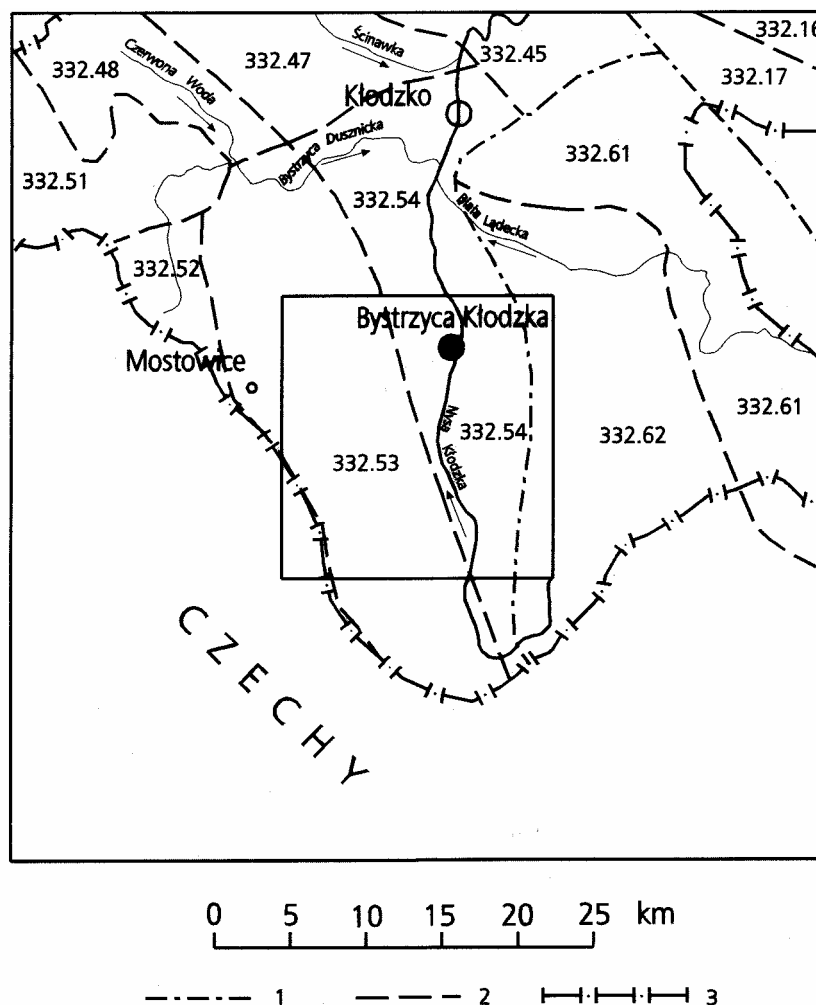 332.16
Ścinawka
332.45
332.48
Czerwona Woda
332.47
332.17
Kłodzko
332.61
332.51
Bystrzyca Dusznicka
332.54
Biała Lądecka
332.52
Bystrzyca Kłodzka
Mostowice
332.61
Nysa Kłodzka
332.54
332.62
332.53
CZECHY
0 5 10 15 20 25 km
1 2 3